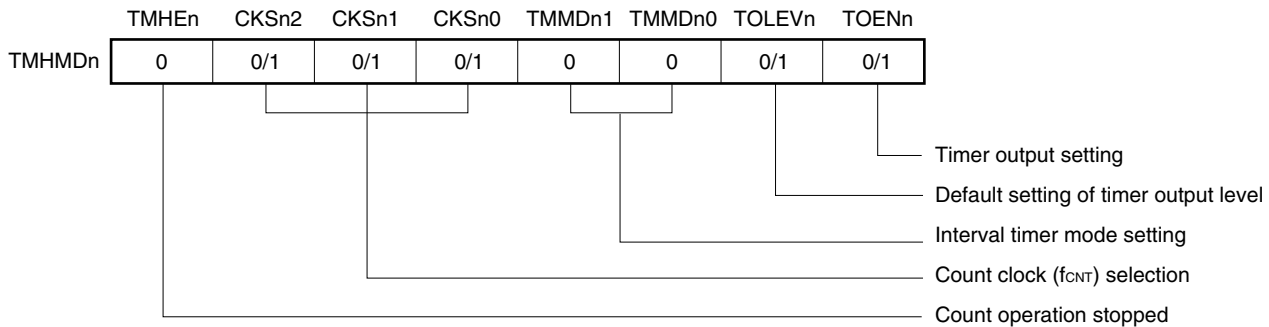 TMHEn CKSn2 CKSn1 CKSn0 TMMDn1 TMMDn0 TOLEVn TOENn
TMHMDn 0 0/1 0/1 0/1 0 0 0/1 0/1
Timer output setting
Default setting of timer output level
Interval timer mode setting
Count clock (fCNT) selection
Count operation stopped